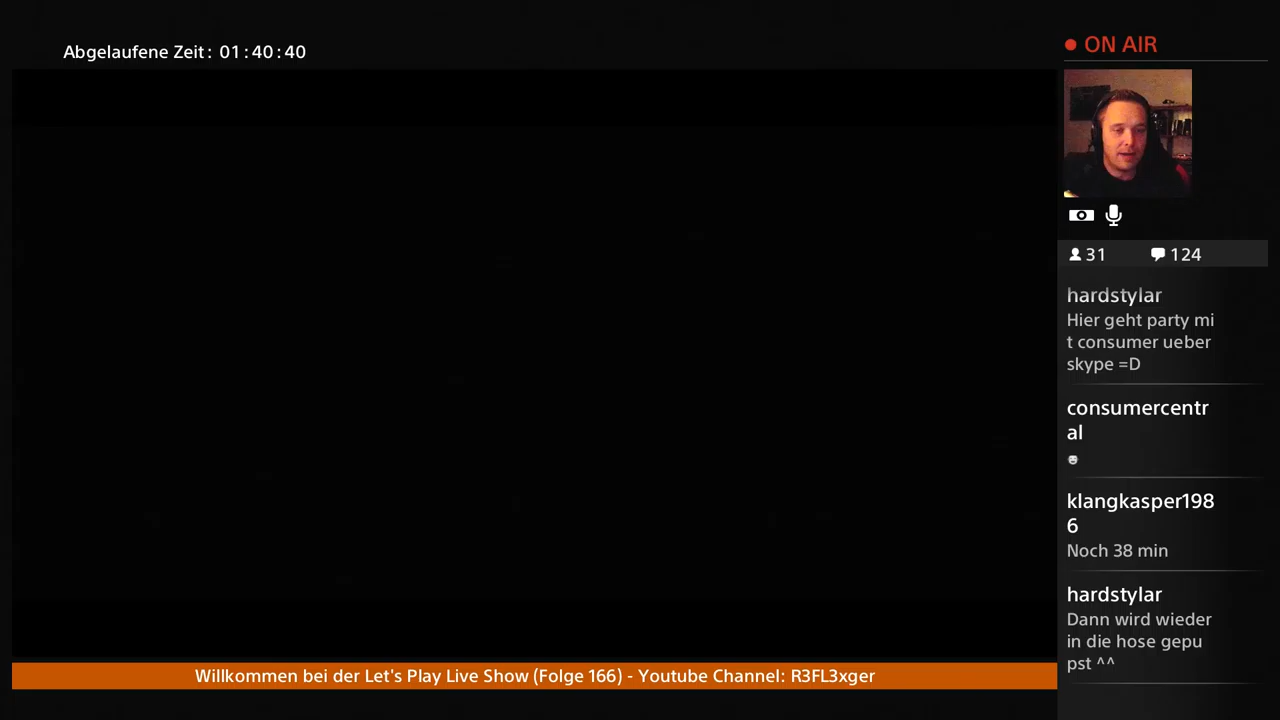 Abgelaufene Zeit: 01:40:40
ON AIR
31 124
hardstylar
Hier geht party mi
t consumer ueber
skype =D
consumercentr
al
klangkasper198
6
Noch 38 min
hardstylar
Dann wird wieder
in die hose gepu
pst ^^
Willkommen bei der Let's Play Live Show (Folge 166) - Youtube Channel: R3FL3xger